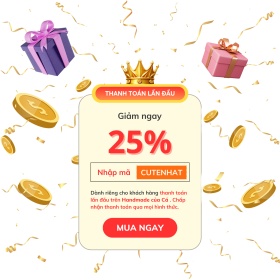 THANH TOÁN LẦN ĐẦU
Giảm ngay
25%
Nhập mã CUTENHAT
Dành riêng cho khách hàng thanh toán
lần đầu trên Handmade của Cá . Chấp
nhận thanh toán qua mọi hình thức.
MUA NGAY